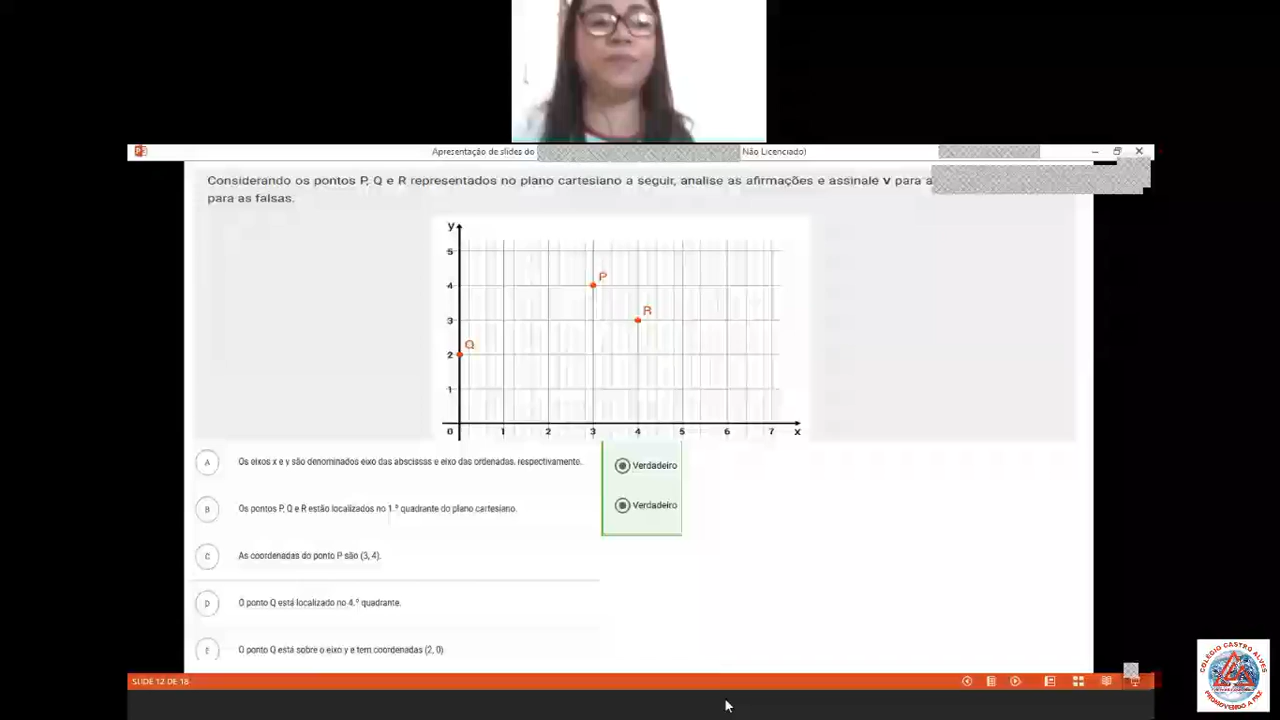 Apresentação de slides do
Não Licenciado)
Considerando os pontos P, Q e R representados no plano cartesiano a seguir, analise as afirmações e assinale v para a
para as falsas.
y
5
4
3
2
1
0
P
R
Q
1 2 3 4 5 6 7 x
A Os eixos x e y são denominados eixo das abscissas e eixo das ordenadas, respectivamente.
Verdadeiro
B Os pontos P, Q e R estão localizados no 1.º quadrante do plano cartesiano.
Verdadeiro
C As coordenadas do ponto P são (3, 4).
D O ponto Q está localizado no 4.º quadrante.
E O ponto Q está sobre o eixo y e tem coordenadas (2, 0)
SLIDE 12 DE 18
COLÉGIO CASTRO ALVES
PROMOVENDO A PAZ